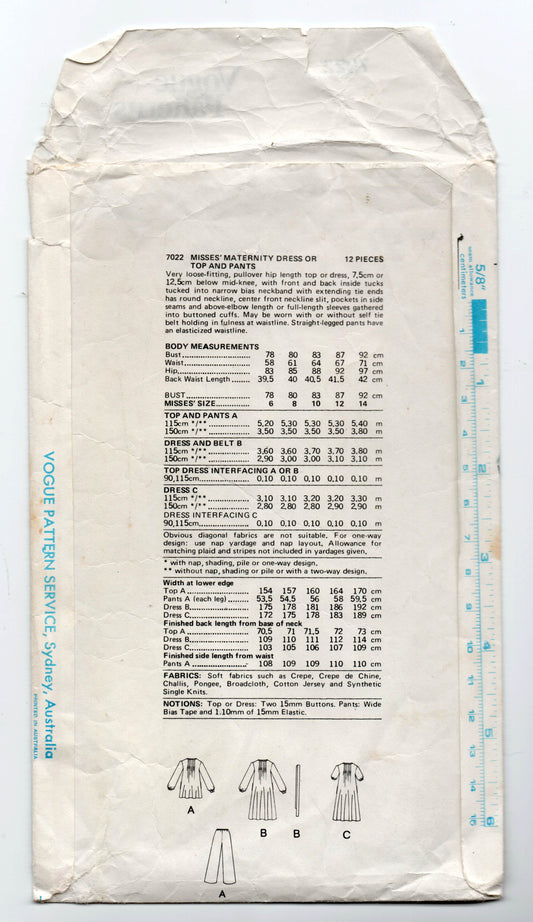 7022 MISSES' MATERNITY DRESS OR 12 PIECES
TOP AND PANTS
Very loose-fitting, pullover hip length top or dress, 7,5cm or
12,5cm below mid-knee, with front and back inside tucks
tucked into narrow bias neckband with extending tie ends
has round neckline, center front neckline slit, pockets in side
seams and above-elbow length or full-length sleeves gathered
into buttoned cuffs. May be worn with or without self tie
belt holding in fulness at waistline. Straight-legged pants have
an elasticized waistline.
BODY MEASUREMENTS
Bust 78 80 83 87 92 cm
Waist 58 61 64 67 71 cm
Hip 83 85 88 92 97 cm
Back Waist Length 39,5 40 40,5 41,5 42 cm
BUST 78 80 83 87 92 cm
MISSES' SIZE 6 8 10 12 14
TOP AND PANTS A
115cm */** 5,20 5,30 5,30 5,30 5,40 m
150cm */** 3,50 3,50 3,50 3,50 3,80 m
DRESS AND BELT B
115cm */** 3,60 3,60 3,70 3,70 3,80 m
150cm */** 2,90 3,00 3,00 3,10 3,10 m
TOP DRESS INTERFACING A OR B
90,115cm 0,10 0,10 0,10 0,10 0,10 m
DRESS C
115cm */** 3,10 3,10 3,20 3,20 3,30 m
150cm */** 2,80 2,80 2,80 2,90 2,90 m
DRESS INTERFACING C
90,115cm 0,10 0,10 0,10 0,10 0,10 m
Obvious diagonal fabrics are not suitable. For one-way
design: use nap yardage and nap layout, Allowance for
matching plaid and stripes not included in yardages given.
* with nap, shading, pile or one-way design.
** without nap, shading or pile or with a two-way design.
Width at lower edge
Top A 154 157 160 164 170 cm
Pants A (each leg) 53,5 54,5 56 58 59,5 cm
Dress B 175 178 181 186 192 cm
Dress C 172 175 178 183 189 cm
Finished back length from base of neck
Top A 70,5 71 71,5 72 73 cm
Dress B 109 110 111 112 114 cm
Dress C 103 105 106 107 109 cm
Finished side length from waist
Pants A 108 109 109 110 110 cm
FABRICS: Soft fabrics such as Crepe, Crepe de Chine,
Challis, Pongee, Broadcloth, Cotton Jersey and Synthetic
Single Knits.
NOTIONS: Top or Dress: Two 15mm Buttons. Pants: Wide
Bias Tape and 1.10mm of 15mm Elastic.
A
B
B
C
A
VOGUE PATTERN SERVICE, Sydney, Australia
PRINTED IN AUSTRALIA
5/8"
seam allowance
centimeters
1
2
3
4
5
6
1
2
4
6
7
8
9
10
11
12
13
14
15